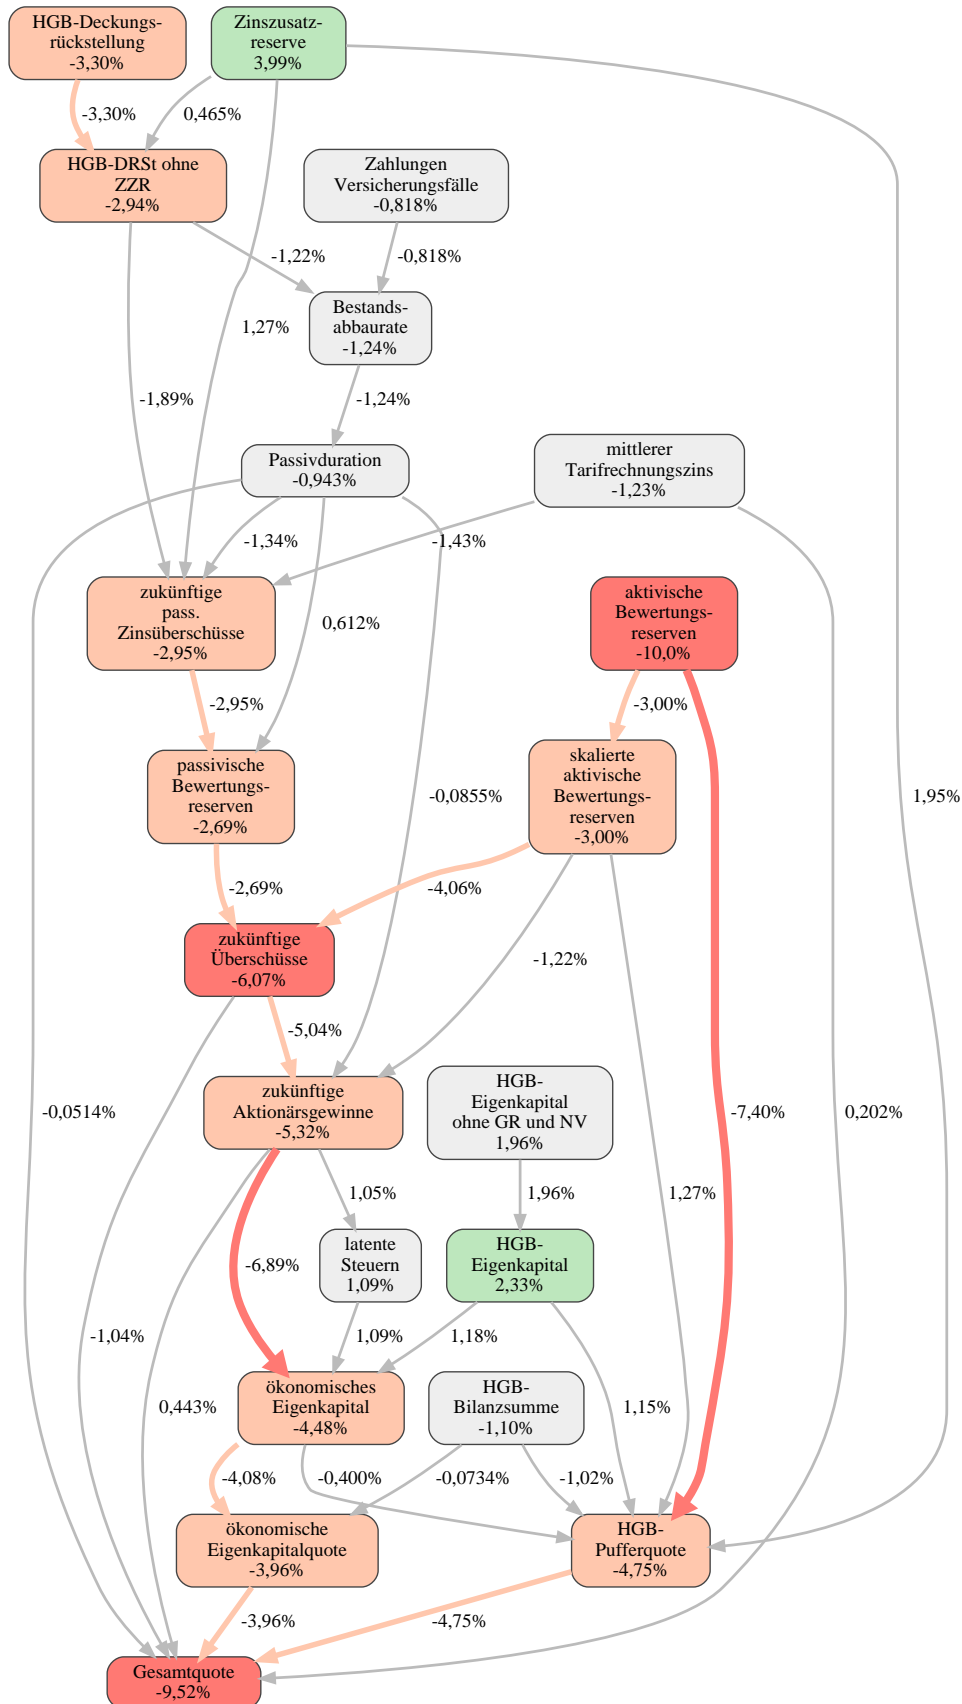 HGB-Deckungs-
rückstellung
-3,30%
Zinszusatz-
reserve
3,99%
-3,30%
0,465%
HGB-DRSt ohne
ZZR
-2,94%
Zahlungen
Versicherungsfälle
-0,818%
-1,22%
-0,818%
Bestands-
abbaurate
-1,24%
1,27%
-1,89%
-1,24%
Passivduration
-0,943%
mittlerer
Tarifrechnungszins
-1,23%
-1,34%
-1,43%
zukünftige
pass.
Zinsüberschüsse
-2,95%
0,612%
aktivische
Bewertungs-
reserven
-10,0%
-2,95%
-3,00%
passivische
Bewertungs-
reserven
-2,69%
skalierte
aktivische
Bewertungs-
reserven
-3,00%
-0,0855%
1,95%
-2,69%
-4,06%
zukünftige
Überschüsse
-6,07%
-1,22%
-5,04%
zukünftige
Aktionärsgewinne
-5,32%
HGB-
Eigenkapital
ohne GR und NV
1,96%
-0,0514%
-7,40%
0,202%
1,05%
1,96%
1,27%
-6,89%
latente
Steuern
1,09%
HGB-
Eigenkapital
2,33%
-1,04%
1,09%
1,18%
0,443%
ökonomisches
Eigenkapital
-4,48%
HGB-
Bilanzsumme
-1,10%
1,15%
-4,08%
-0,400%
-0,0734%
-1,02%
ökonomische
Eigenkapitalquote
-3,96%
HGB-
Pufferquote
-4,75%
-3,96%
-4,75%
Gesamtquote
-9,52%